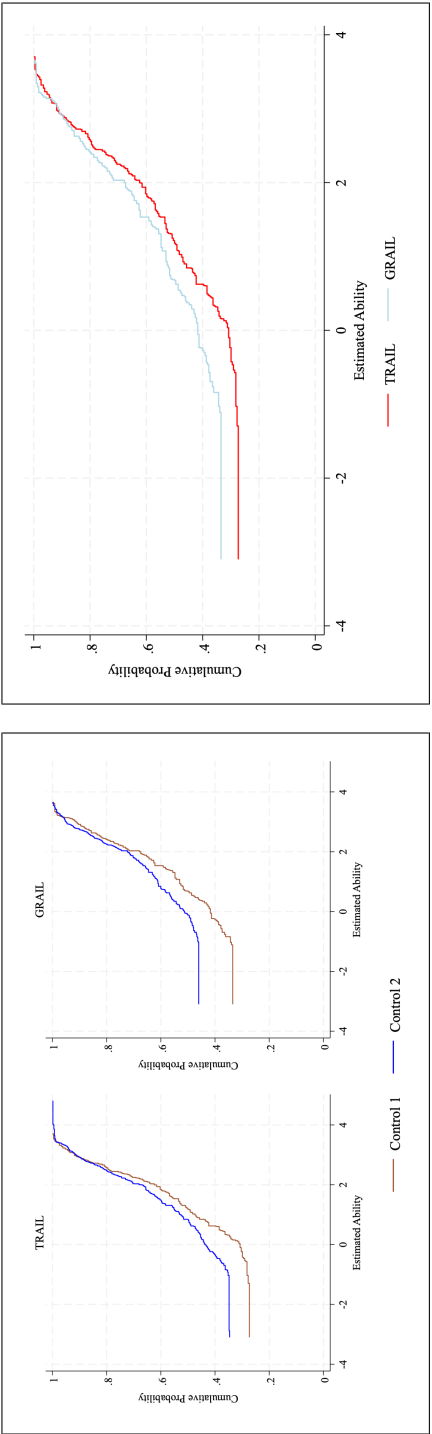 TRAIL
Cumulative Probability
1
.8
.6
.4
.2
0
-4 -2 0 2 4
Estimated Ability
GRAIL
Cumulative Probability
1
.8
.6
.4
.2
0
-4 -2 0 2 4
Estimated Ability
Control 1 Control 2
Cumulative Probability
1
.8
.6
.4
.2
0
-4 -2 0 2 4
Estimated Ability
TRAIL GRAIL